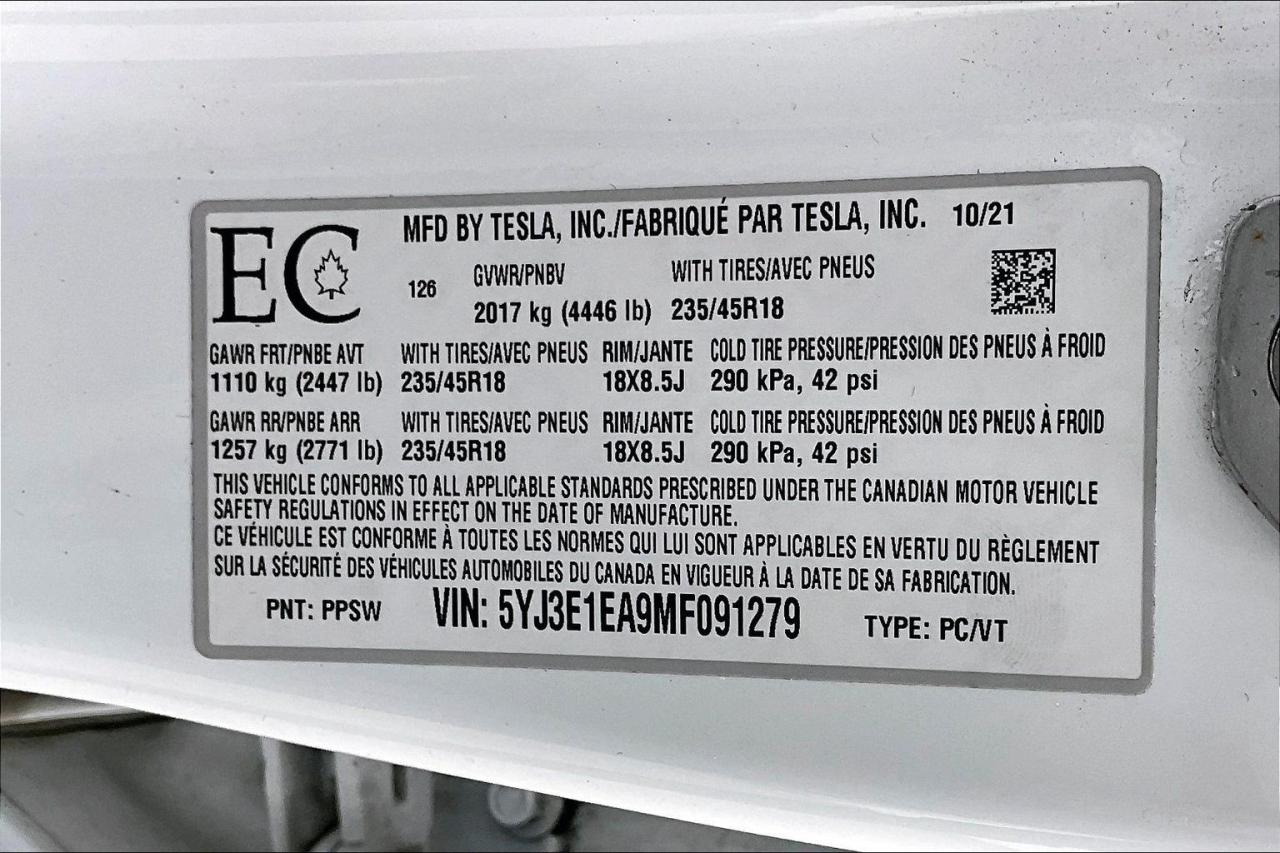 EC
MFD BY TESLA, INC./FABRIQUÉ PAR TESLA, INC. 10/21
126
GVWR/PNBV WITH TIRES/AVEC PNEUS
2017 kg (4446 lb) 235/45R18
GAWR FRT/PNBE AVT WITH TIRES/AVEC PNEUS RIM/JANTE COLD TIRE PRESSURE/PRESSION DES PNEUS À FROID
1110 kg (2447 lb) 235/45R18 18X8.5J 290 kPa, 42 psi
GAWR RR/PNBE ARR WITH TIRES/AVEC PNEUS RIM/JANTE COLD TIRE PRESSURE/PRESSION DES PNEUS À FROID
1257 kg (2771 lb) 235/45R18 18X8.5J 290 kPa, 42 psi
THIS VEHICLE CONFORMS TO ALL APPLICABLE STANDARDS PRESCRIBED UNDER THE CANADIAN MOTOR VEHICLE
SAFETY REGULATIONS IN EFFECT ON THE DATE OF MANUFACTURE.
CE VÉHICULE EST CONFORME À TOUTES LES NORMES QUI LUI SONT APPLICABLES EN VERTU DU RÈGLEMENT
SUR LA SÉCURITÉ DES VÉHICULES AUTOMOBILES DU CANADA EN VIGUEUR À LA DATE DE SA FABRICATION.
PNT: PPSW VIN: 5YJ3E1EA9MF091279 TYPE: PC/VT